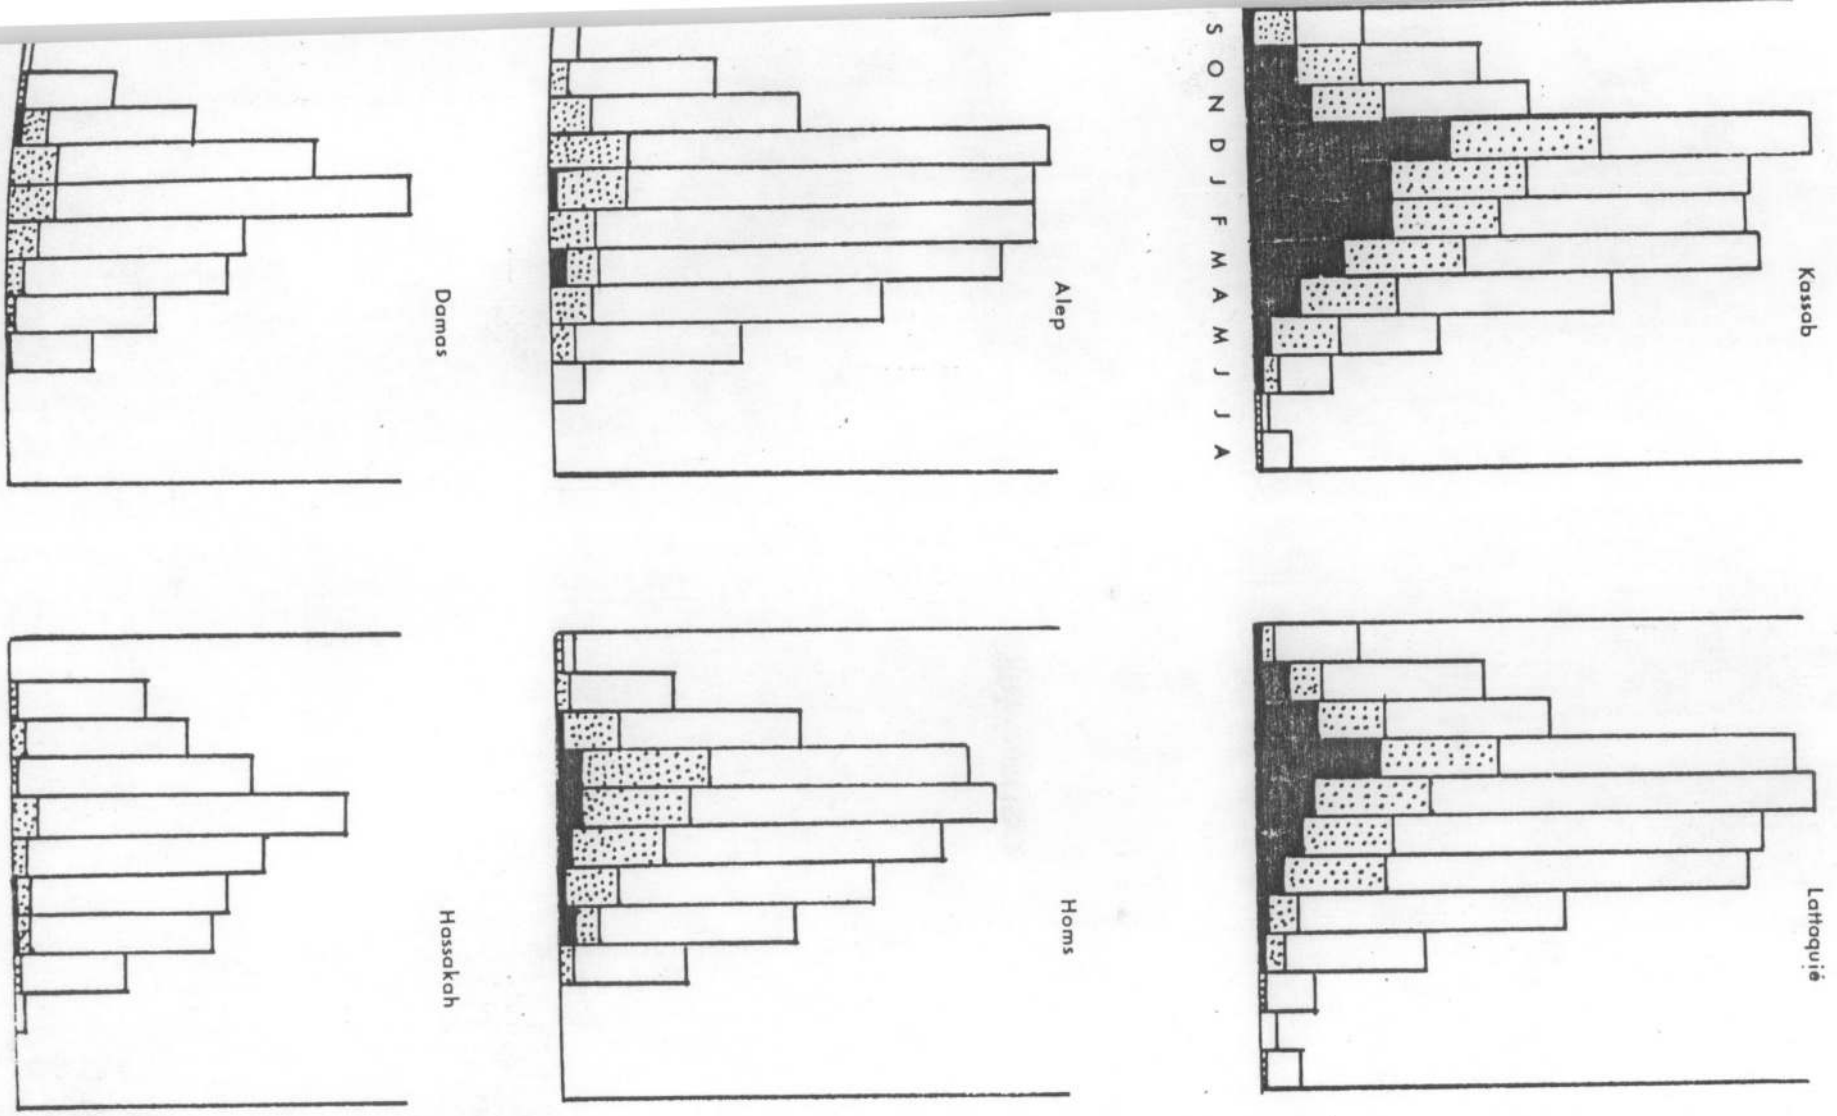 Kassab
Lattaquié
S O N D J F M A M J J A
Alep
Homs
Damas
Hassakah